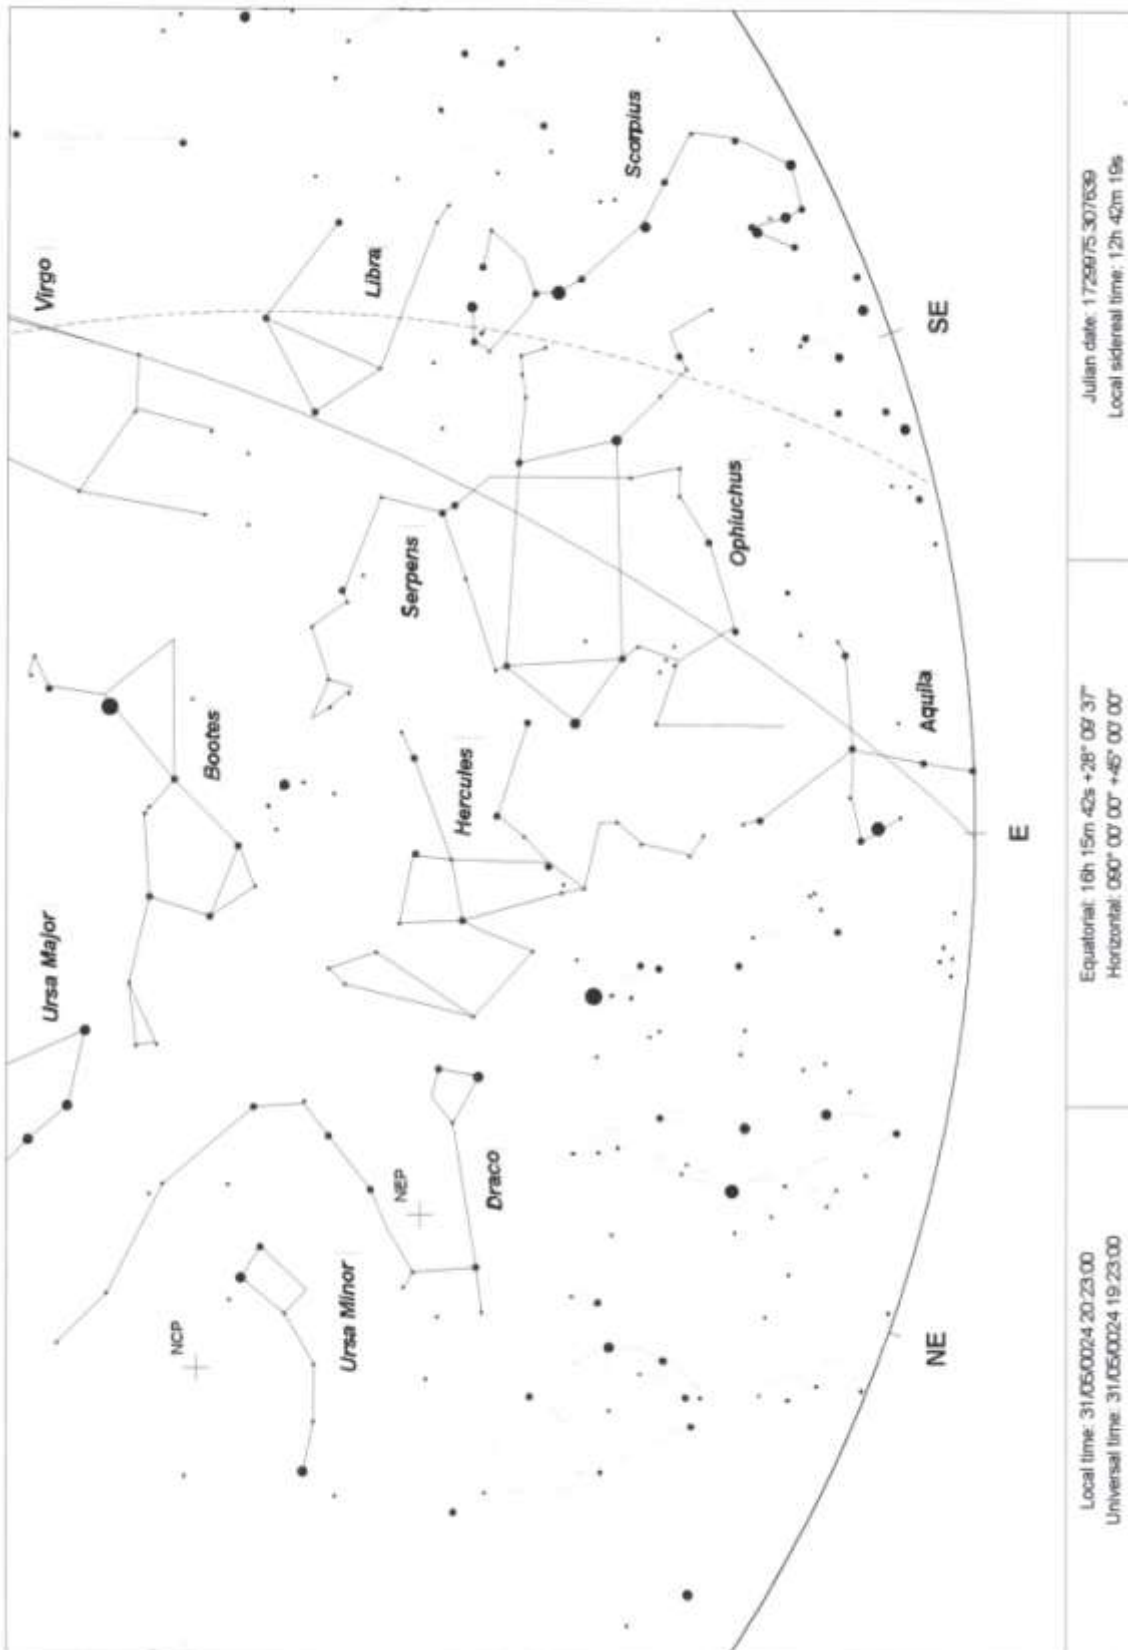 Virgo
Libra
Scorpius
Serpens
Ophiuchus
Bootes
Hercules
Aquila
Ursa Major
Ursa Minor
Draco
NCP
NEP
NE
E
SE
Local time: 31/05/0024 20:23:00
Universal time: 31/05/0024 19:23:00
Equatorial: 16h 15m 42s +28° 09' 37"
Horizontal: 090° 00' 00" +45° 00' 00"
Julian date: 1729975.307639
Local sidereal time: 12h 42m 19s